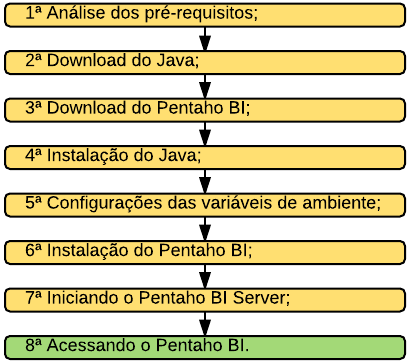 1ª Análise dos pré-requisitos;
2ª Download do Java;
3ª Download do Pentaho BI;
4ª Instalação do Java;
5ª Configurações das variáveis de ambiente;
6ª Instalação do Pentaho BI;
7ª Iniciando o Pentaho BI Server;
8ª Acessando o Pentaho BI.